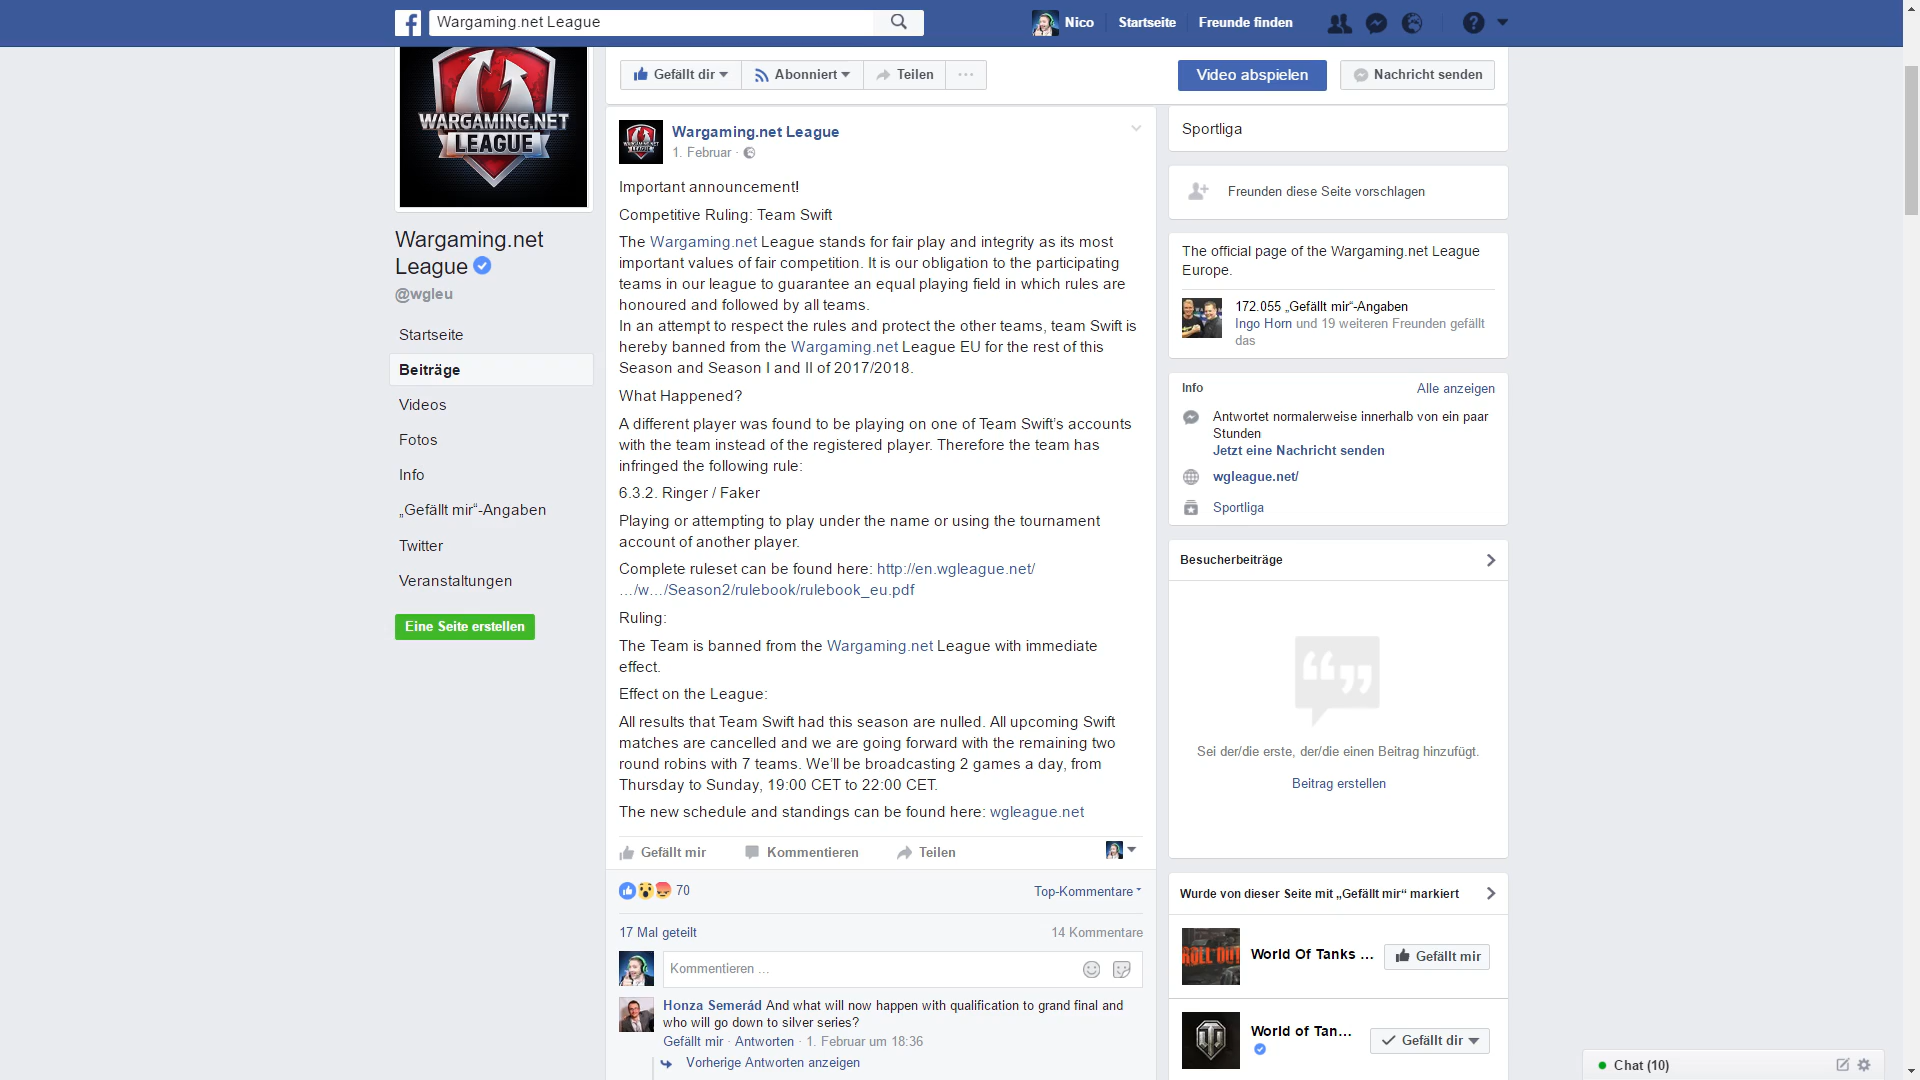 Wargaming.net League
Nico
Startseite
Freunde finden
WARGAMING.NET
LEAGUE
Wargaming.net
League
@wgleu
Startseite
Beiträge
Videos
Fotos
Info
„Gefällt mir“-Angaben
Twitter
Veranstaltungen
Eine Seite erstellen
Gefällt dir
Abonniert
Teilen
Video abspielen
Nachricht senden
Wargaming.net League
1. Februar ·
Important announcement!
Competitive Ruling: Team Swift
The Wargaming.net League stands for fair play and integrity as its most
important values of fair competition. It is our obligation to the participating
teams in our league to guarantee an equal playing field in which rules are
honoured and followed by all teams.
In an attempt to respect the rules and protect the other teams, team Swift is
hereby banned from the Wargaming.net League EU for the rest of this
Season and Season I and II of 2017/2018.
What Happened?
A different player was found to be playing on one of Team Swift’s accounts
with the team instead of the registered player. Therefore the team has
infringed the following rule:
6.3.2. Ringer / Faker
Playing or attempting to play under the name or using the tournament
account of another player.
Complete ruleset can be found here: http://en.wgleague.net/
…/w…/Season2/rulebook/rulebook_eu.pdf
Ruling:
The Team is banned from the Wargaming.net League with immediate
effect.
Effect on the League:
All results that Team Swift had this season are nulled. All upcoming Swift
matches are cancelled and we are going forward with the remaining two
round robins with 7 teams. We’ll be broadcasting 2 games a day, from
Thursday to Sunday, 19:00 CET to 22:00 CET.
The new schedule and standings can be found here: wgleague.net
Gefällt mir
Kommentieren
Teilen
70
Top-Kommentare
17 Mal geteilt
14 Kommentare
Kommentieren ...
Honza Semerád And what will now happen with qualification to grand final and
who will go down to silver series?
Gefällt mir · Antworten · 1. Februar um 18:36
Vorherige Antworten anzeigen
Sportliga
Freunden diese Seite vorschlagen
The official page of the Wargaming.net League
Europe.
172.055 „Gefällt mir“-Angaben
Ingo Horn und 19 weiteren Freunden gefällt
das
Info
Alle anzeigen
Antwortet normalerweise innerhalb von ein paar
Stunden
Jetzt eine Nachricht senden
wgleague.net/
Sportliga
Besucherbeiträge
Sei der/die erste, der/die einen Beitrag hinzufügt.
Beitrag erstellen
Wurde von dieser Seite mit „Gefällt mir“ markiert
ROLL OUT
World Of Tanks ...
Gefällt mir
World of Tan...
Gefällt dir
Chat (10)